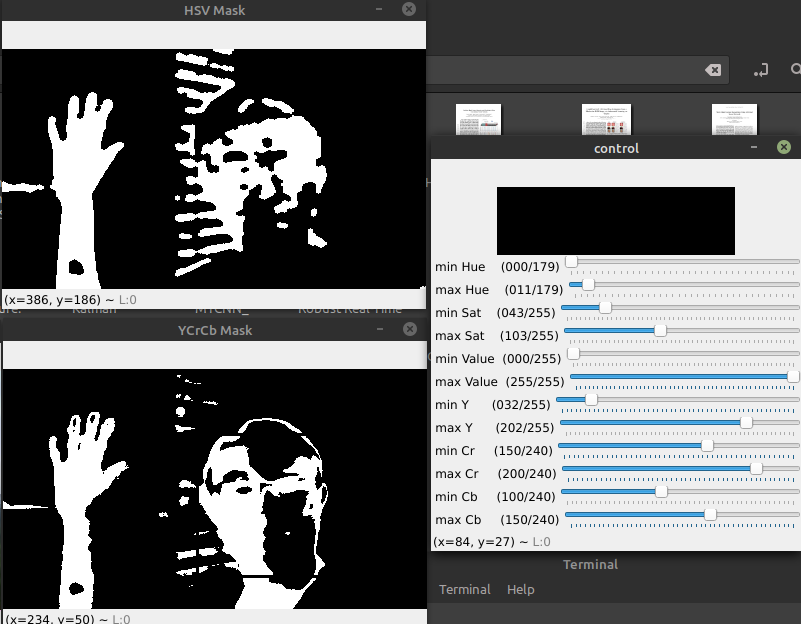 HSV Mask
(x=386, y=186) ~ L:0
YCrCb Mask
(x=234, y=50) ~ L:0
control
min Hue (000/179)
max Hue (011/179)
min Sat (043/255)
max Sat (103/255)
min Value (000/255)
max Value (255/255)
min Y (032/255)
max Y (202/255)
min Cr (150/240)
max Cr (200/240)
min Cb (100/240)
max Cb (150/240)
(x=84, y=27) ~ L:0
Terminal
Terminal Help